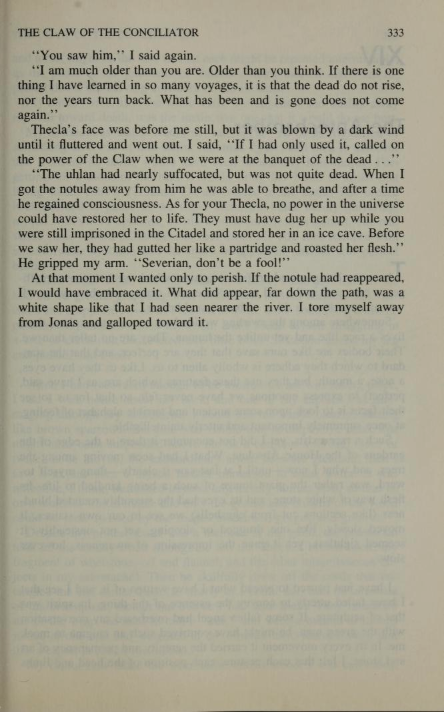 THE CLAW OF THE CONCILIATOR 333
“You saw him,” I said again.
“I am much older than you are. Older than you think. If there is one
thing I have learned in so many voyages, it is that the dead do not rise,
nor the years turn back. What has been and is gone does not come
again.”
Thecla’s face was before me still, but it was blown by a dark wind
until it fluttered and went out. I said, “If I had only used it, called on
the power of the Claw when we were at the banquet of the dead . . .”
“The uhlan had nearly suffocated, but was not quite dead. When I
got the notules away from him he was able to breathe, and after a time
he regained consciousness. As for your Thecla, no power in the universe
could have restored her to life. They must have dug her up while you
were still imprisoned in the Citadel and stored her in an ice cave. Before
we saw her, they had gutted her like a partridge and roasted her flesh.”
He gripped my arm. “Severian, don’t be a fool!”
At that moment I wanted only to perish. If the notule had reappeared,
I would have embraced it. What did appear, far down the path, was a
white shape like that I had seen nearer the river. I tore myself away
from Jonas and galloped toward it.